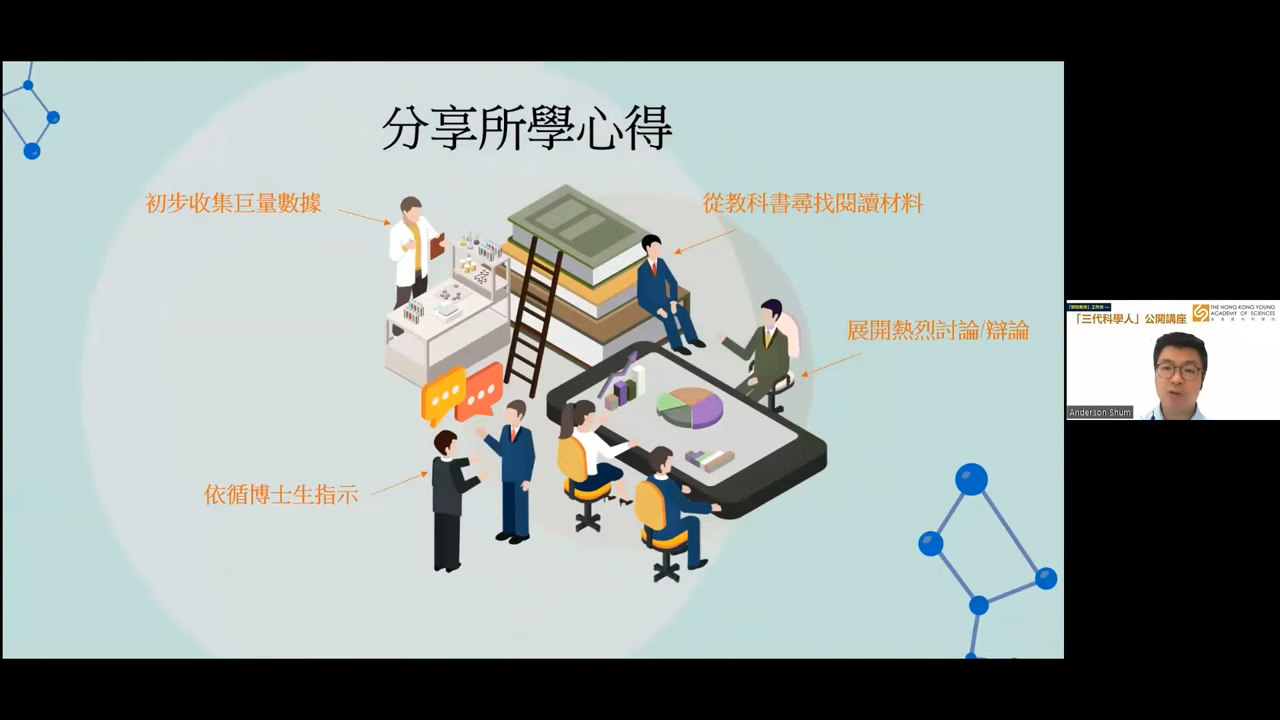 分享所學心得
初步收集巨量數據
從教科書尋找閱讀材料
展開熱烈討論/辯論
依循博士生指示
「三代科學人」公開講座
THE HONG KONG YOUNG
ACADEMY OF SCIENCES
Anderson Shum